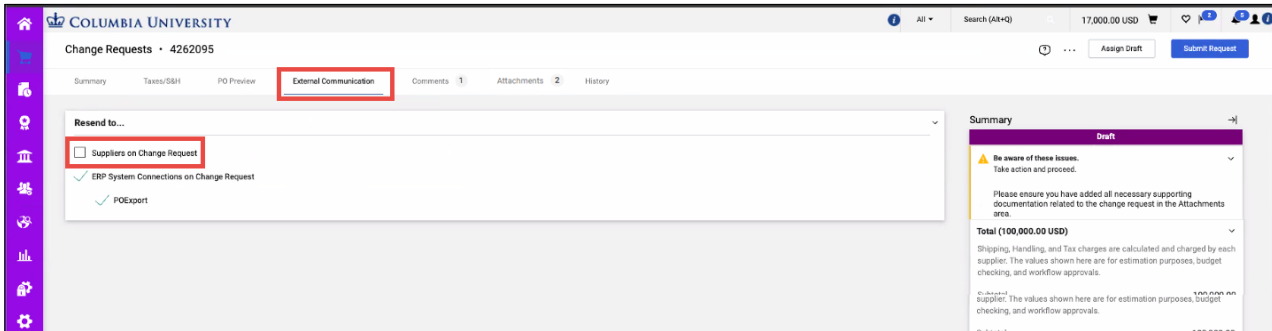 COLUMBIA UNIVERSITY
All
Search (Alt+Q)
17,000.00 USD
2
5
Change Requests • 4262095
Assign Draft
Submit Request
Summary
Taxes/S&H
PO Preview
External Communication
Comments 1
Attachments 2
History
Resend to...
Suppliers on Change Request
ERP System Connections on Change Request
POExport
Summary
Draft
Be aware of these issues.
Take action and proceed.
Please ensure you have added all necessary supporting
documentation related to the change request in the Attachments
area.
Total (100,000.00 USD)
Shipping, Handling, and Tax charges are calculated and charged by each
supplier. The values shown here are for estimation purposes, budget
checking, and workflow approvals.
Subtotal 100,000.00
supplier. The values shown here are for estimation purposes, budget
checking, and workflow approvals.